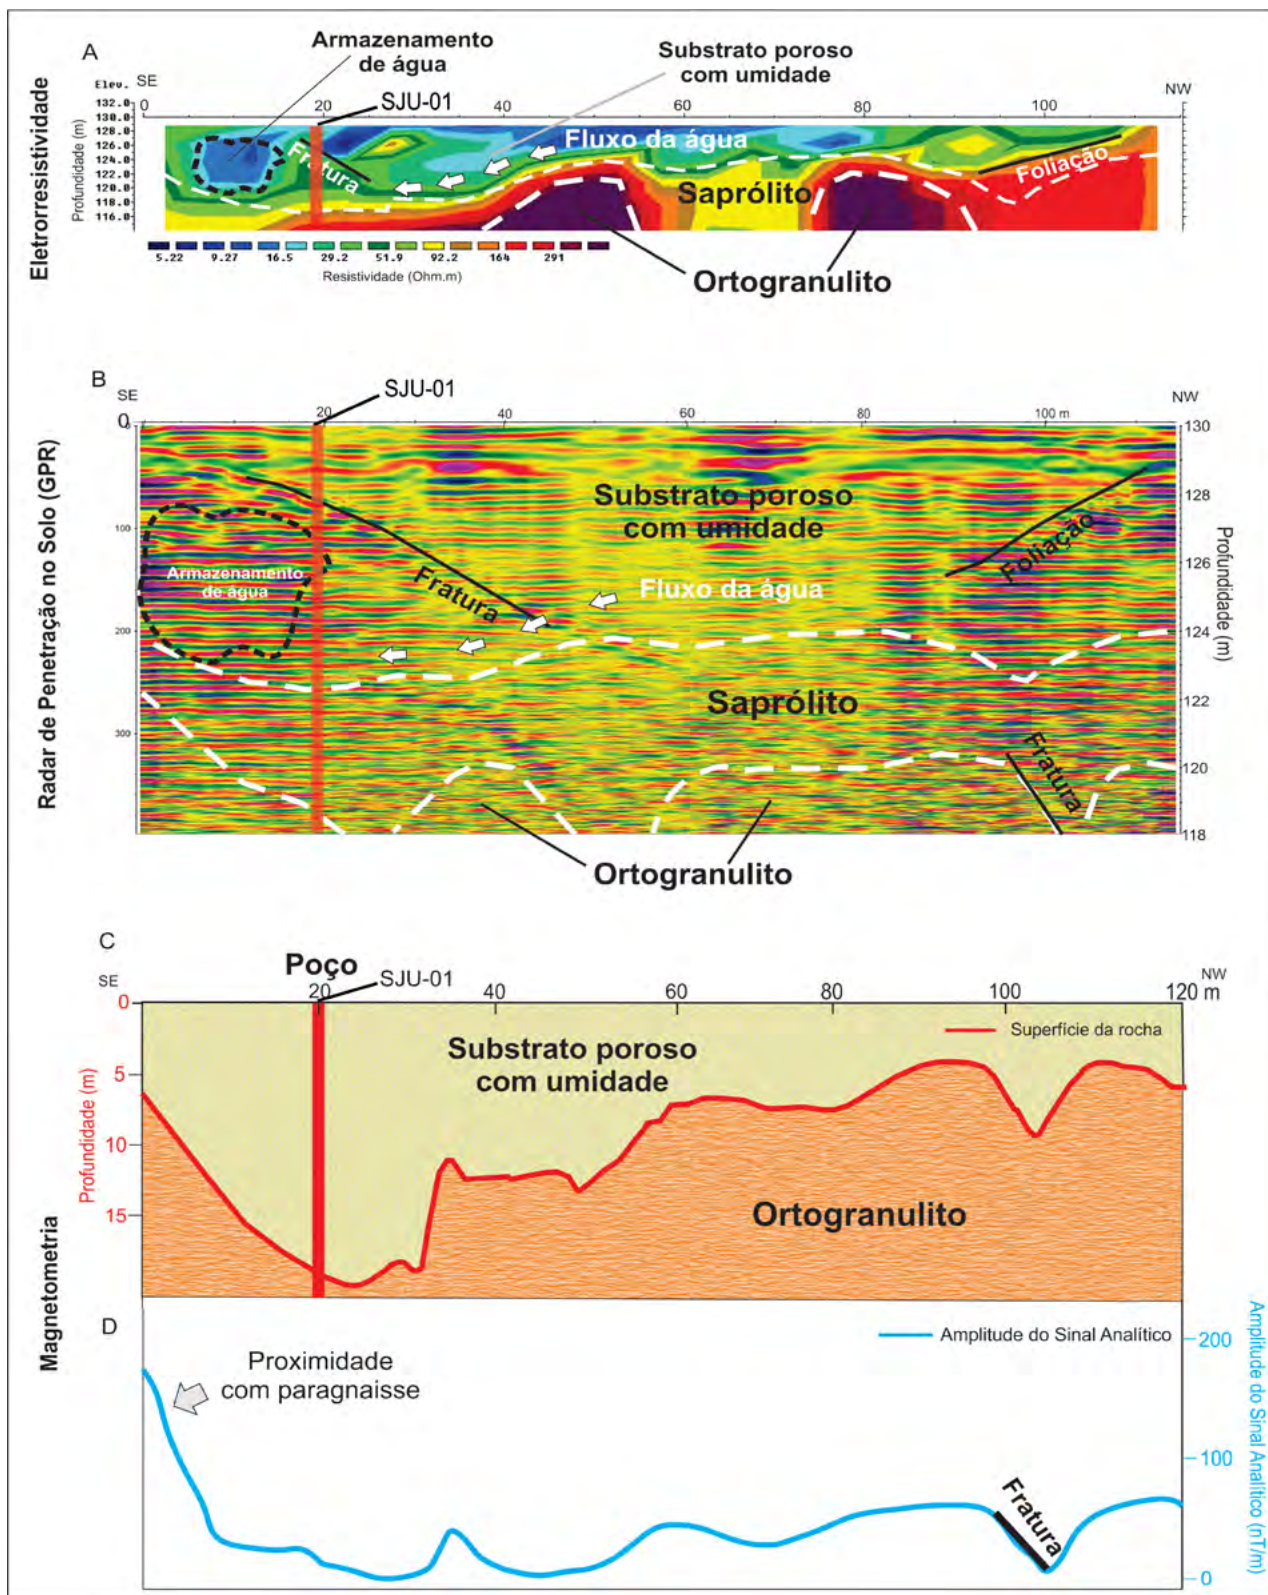 Eletrorresistividade
A
Armazenamento
de água
Substrato poroso
com umidade
SE
NW
SJU-01
Elev.
0 20 40 60 80 100
Profundidade (m)
132.0
130.0
128.0
126.0
124.0
122.0
120.0
118.0
116.0
Fluxo da água
Fratura
Foliação
Saprólito
Ortogranulito
5.22 9.27 16.5 29.2 51.9 92.2 164 291
Resistividade (Ohm.m)
Radar de Penetração no Solo (GPR)
B
SE
NW
SJU-01
0 20 40 60 80 100 m
0
100
200
300
130
128
126
124
122
120
118
Profundidade (m)
Substrato poroso
com umidade
Armazenamento
de água
Fratura
Fluxo da água
Foliação
Saprólito
Fratura
Ortogranulito
Magnetometria
C
Poço
SJU-01
SE
NW
20 40 60 80 100 120 m
0
5
10
15
Profundidade (m)
Substrato poroso
com umidade
Superfície da rocha
Ortogranulito
D
Proximidade
com paragnaisse
Amplitude do Sinal Analítico
Fratura
200
100
0
Amplitude do Sinal Analítico (nT/m)